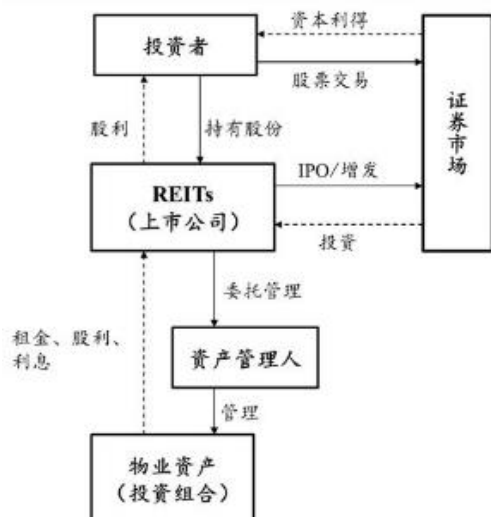 资本利得
投资者
股票交易
证券市场
股利
持有股份
REITs
（上市公司）
IPO/增发
投资
委托管理
租金、股利、
利息
资产管理人
管理
物业资产
（投资组合）